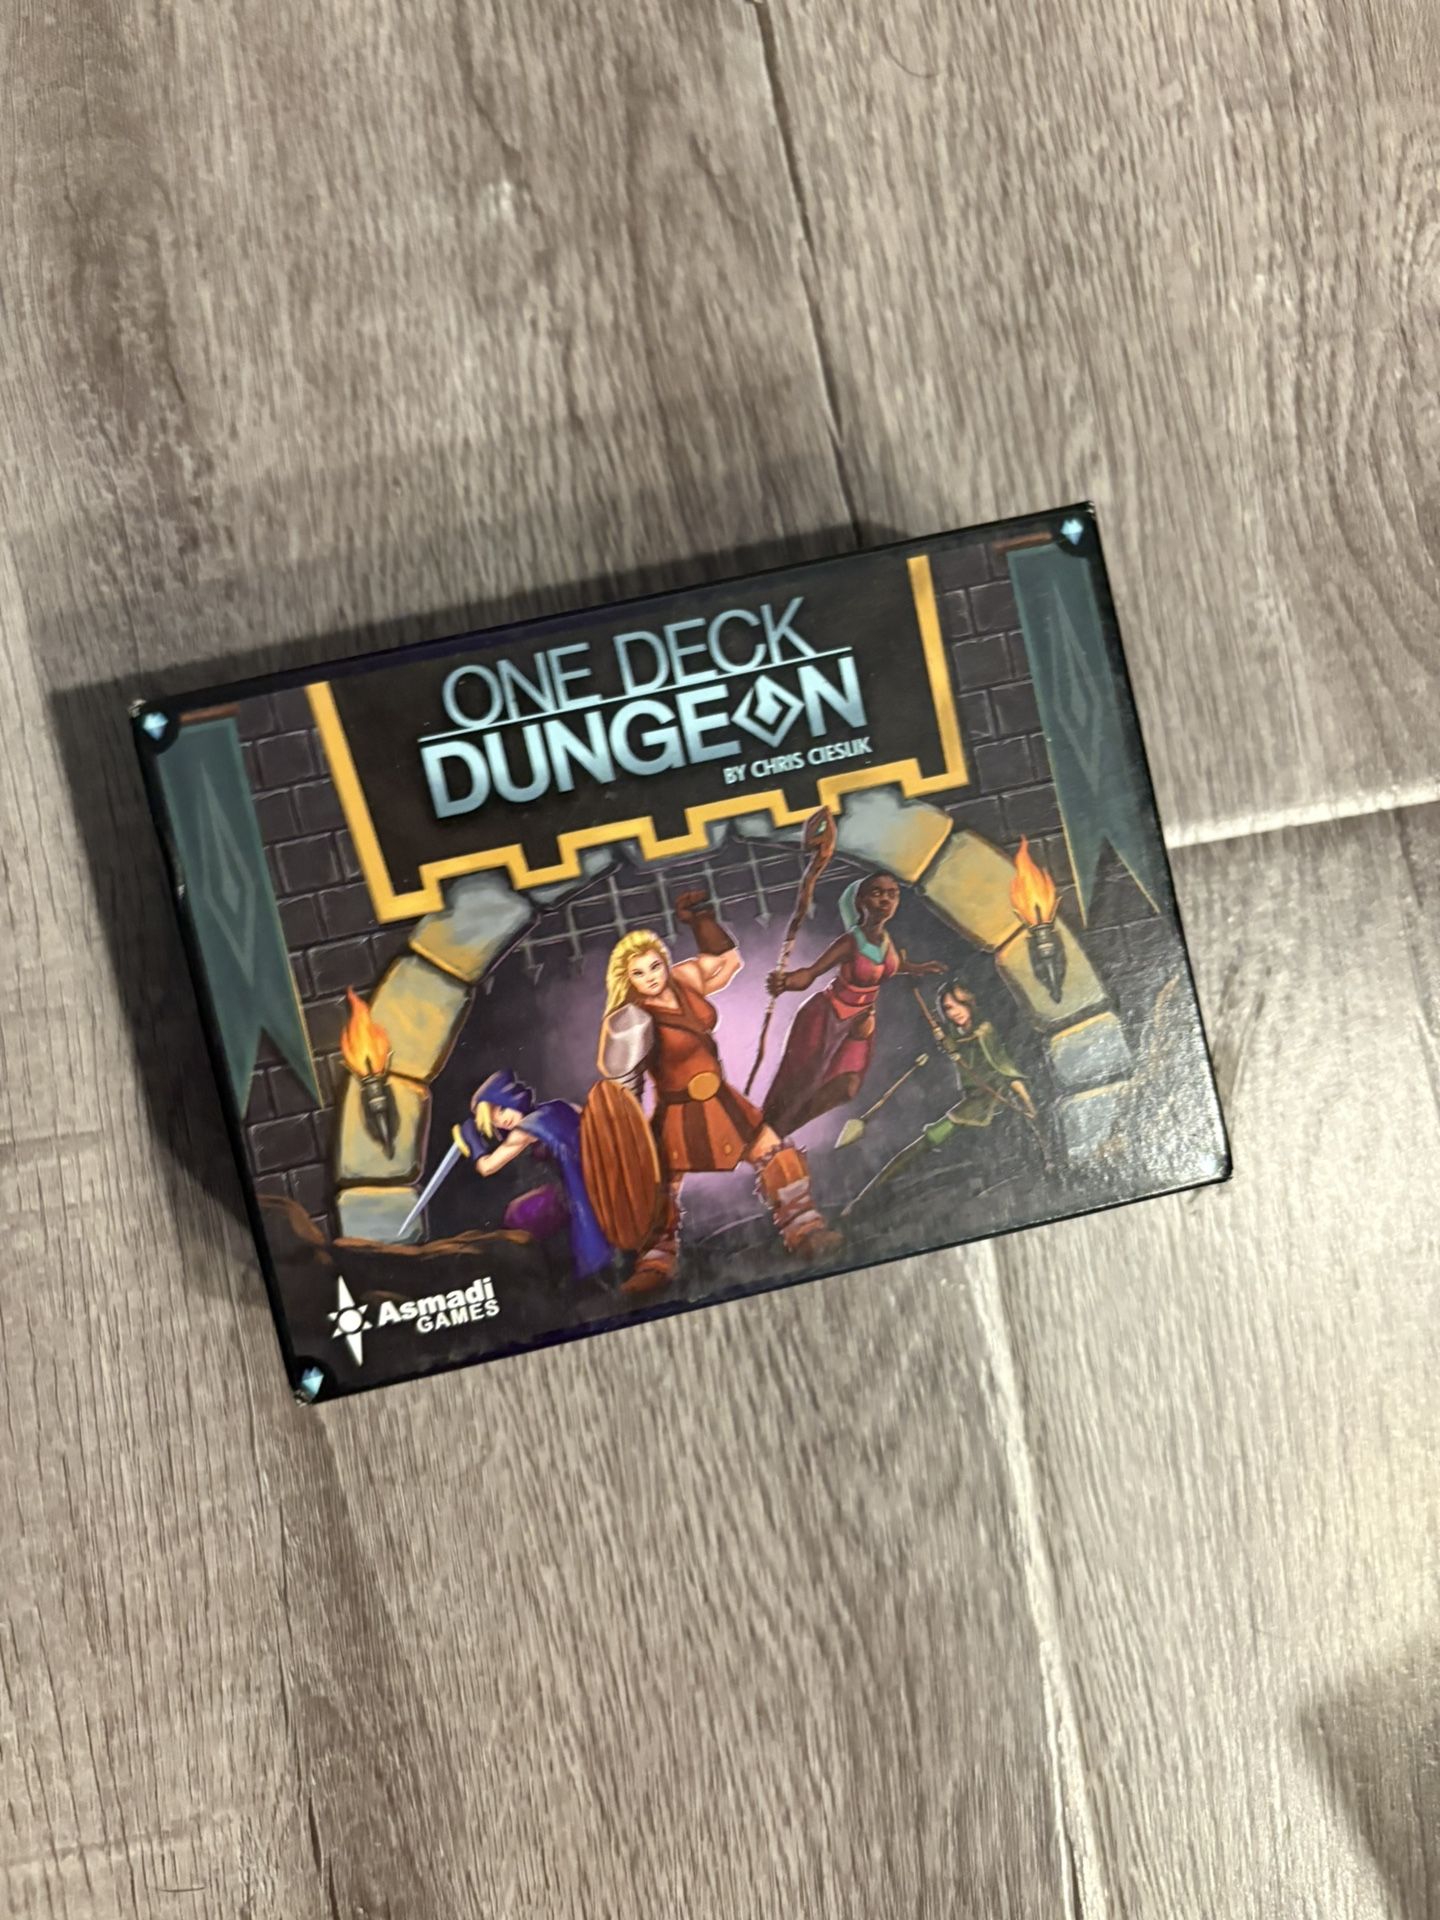 ONE DECK
DUNGEON
BY CHRIS CIESLIK
Asmadi
GAMES